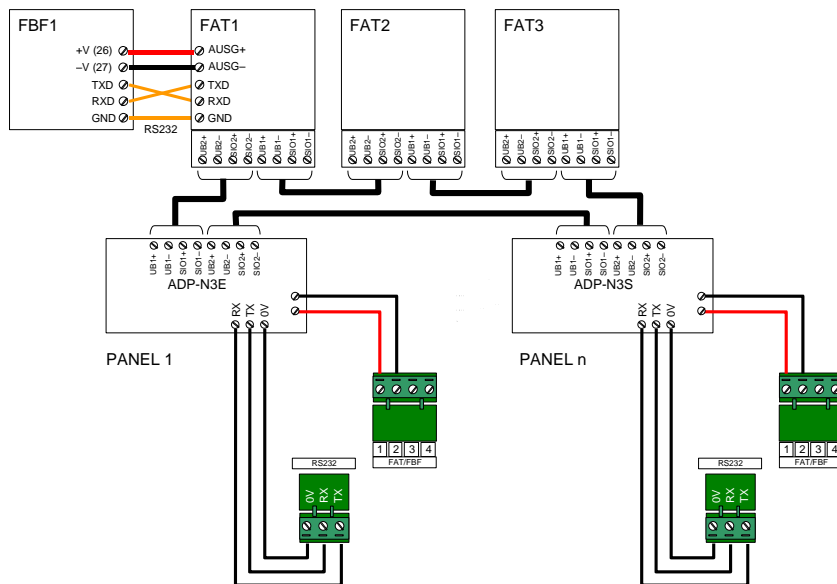 FBF1
FAT1
FAT2
FAT3
+V (26)
AUSG+
–V (27)
AUSG–
TXD
TXD
RXD
RXD
GND
GND
RS232
UB2+ UB2– SIO2+ SIO2– UB1+ UB1– SIO1+ SIO1–
UB2+ UB2– SIO2+ SIO2– UB1+ UB1– SIO1+ SIO1–
UB2+ UB2– SIO2+ SIO2– UB1+ UB1– SIO1+ SIO1–
UB1+ UB1– SIO1+ SIO1– UB2+ UB2– SIO2+ SIO2–
ADP-N3E
RX TX 0V
PANEL 1
1 2 3 4
FAT/FBF
RS232
0V RX TX
UB1+ UB1– SIO1+ SIO1– UB2+ UB2– SIO2+ SIO2–
ADP-N3S
RX TX 0V
PANEL n
1 2 3 4
FAT/FBF
RS232
0V RX TX